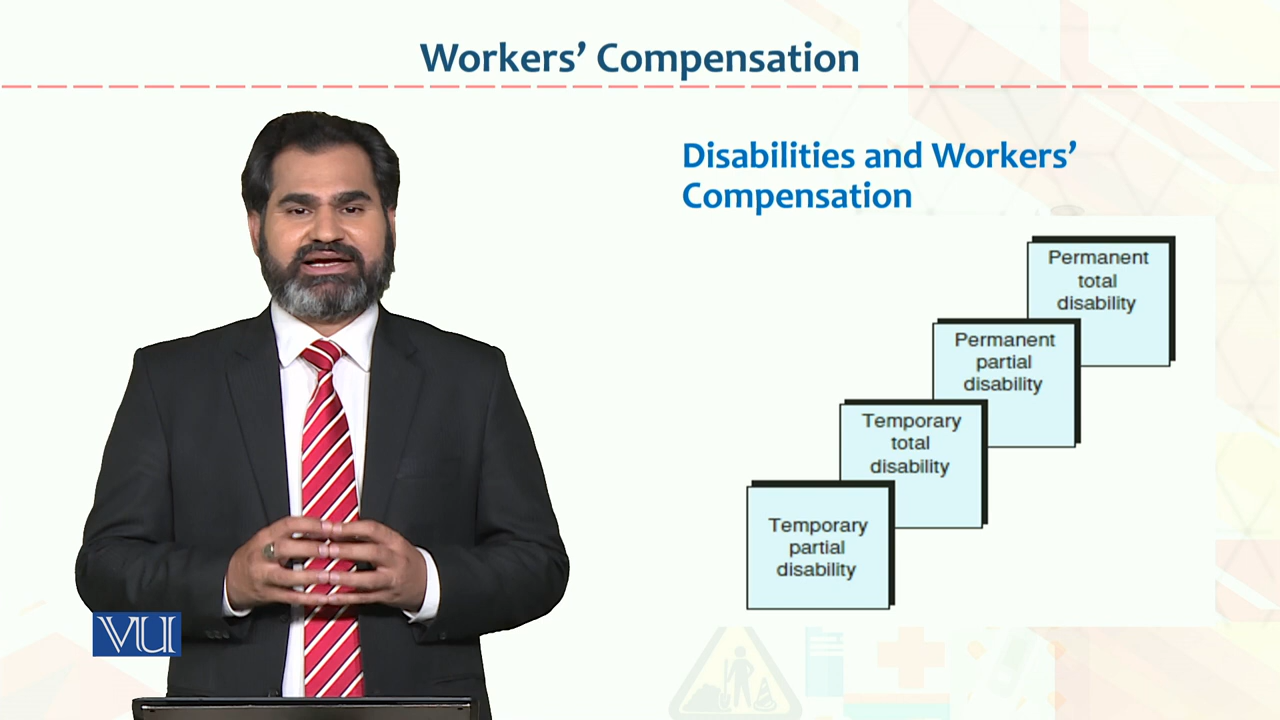 Workers’ Compensation
Disabilities and Workers’
Compensation
Permanent
total
disability
Permanent
partial
disability
Temporary
total
disability
Temporary
partial
disability
VU